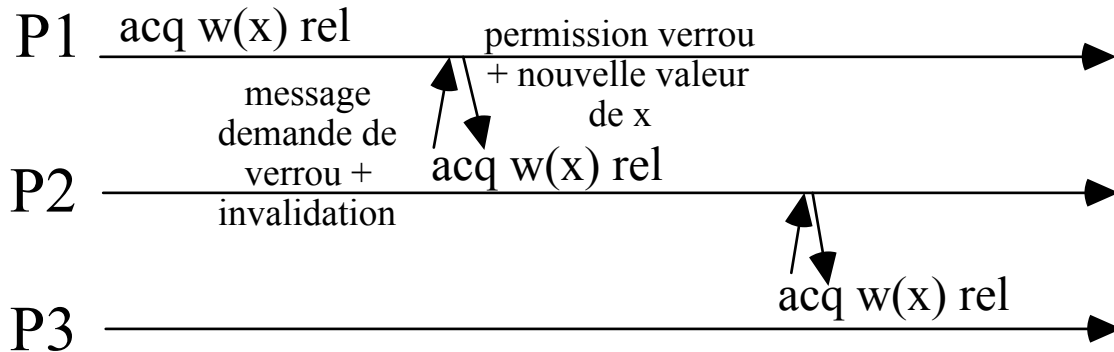 P1
acq w(x) rel
permission verrou
+ nouvelle valeur
de x
message
demande de
verrou +
invalidation
acq w(x) rel
P2
acq w(x) rel
P3